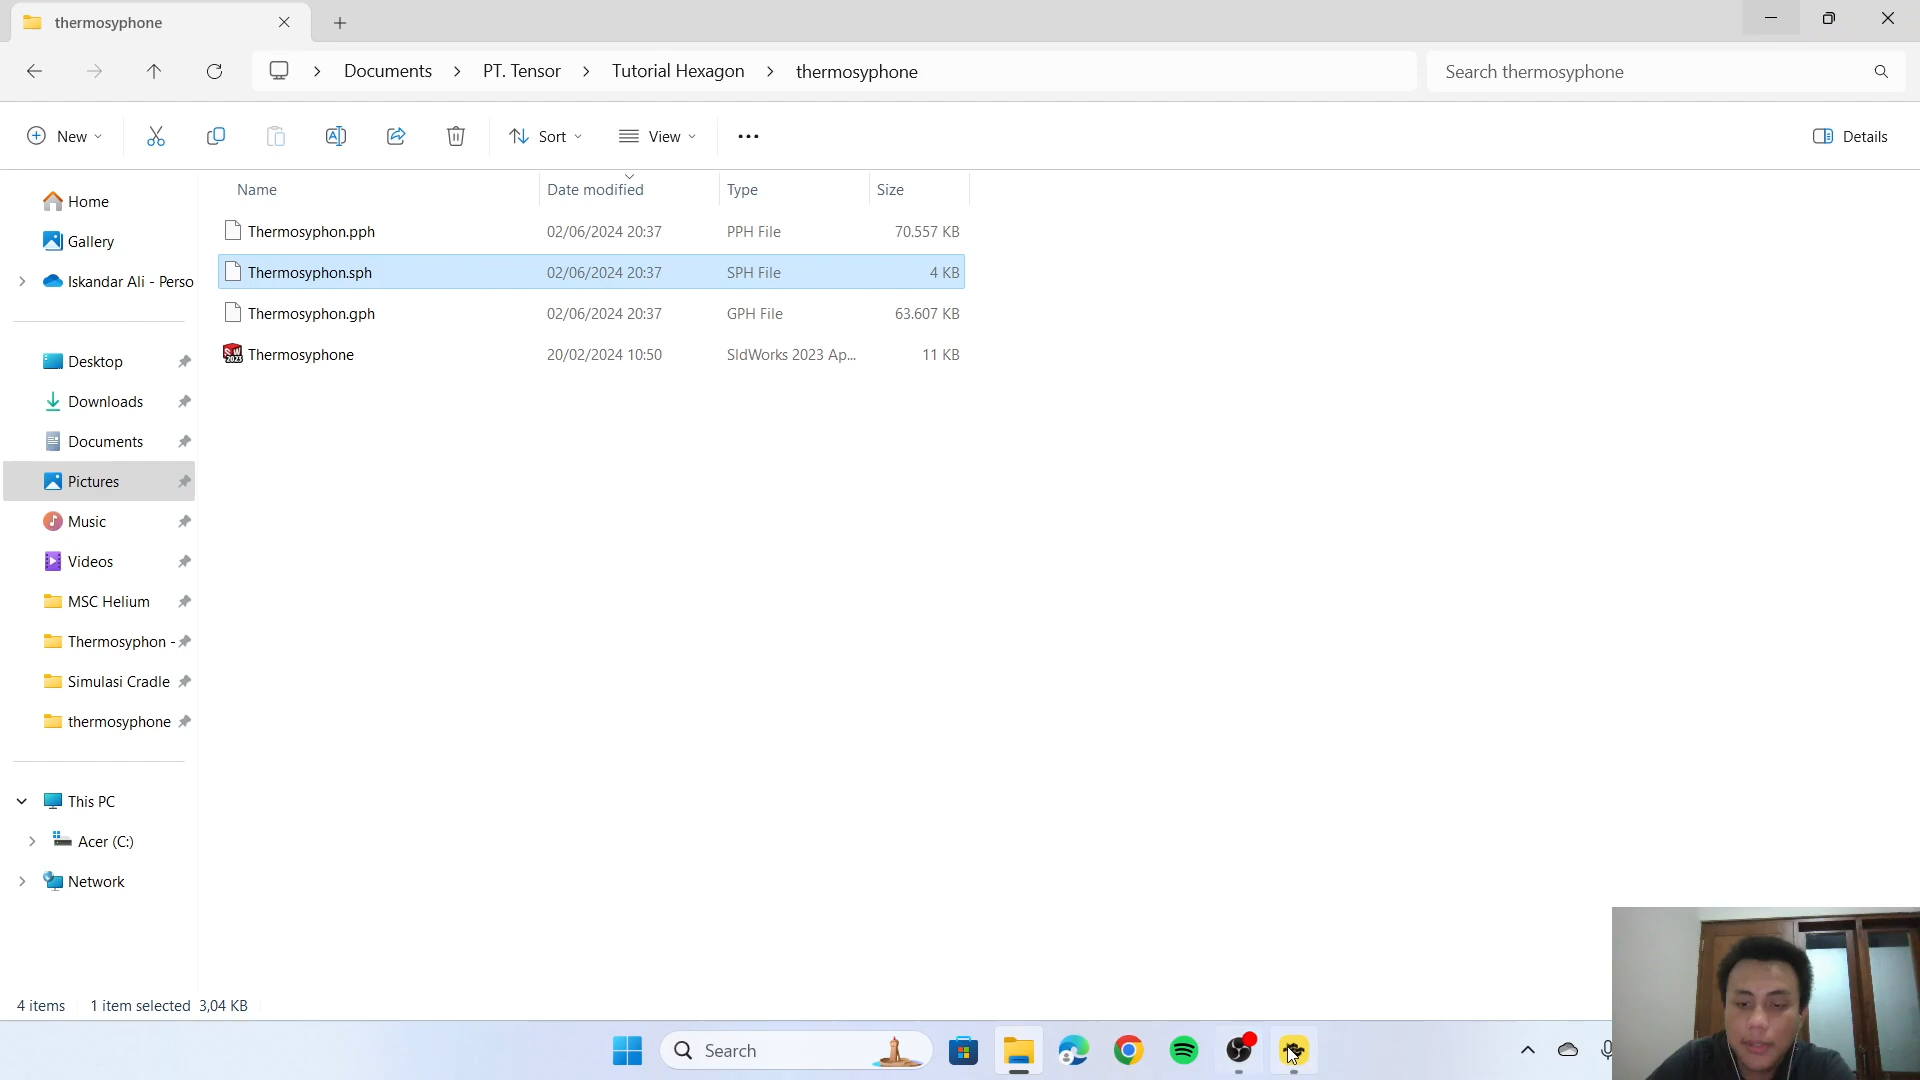 thermosyphone
Documents > PT. Tensor > Tutorial Hexagon > thermosyphone
Search thermosyphone
New
Sort
View
Details
Name Date modified Type Size
Thermosyphon.pph 02/06/2024 20:37 PPH File 70.557 KB
Thermosyphon.sph 02/06/2024 20:37 SPH File 4 KB
Thermosyphon.gph 02/06/2024 20:37 GPH File 63.607 KB
Thermosyphone 20/02/2024 10:50 SldWorks 2023 Ap... 11 KB
Home
Gallery
Iskandar Ali - Perso
Desktop
Downloads
Documents
Pictures
Music
Videos
MSC Helium
Thermosyphon -
Simulasi Cradle
thermosyphone
This PC
Acer (C:)
Network
4 items 1 item selected 3,04 KB
Search